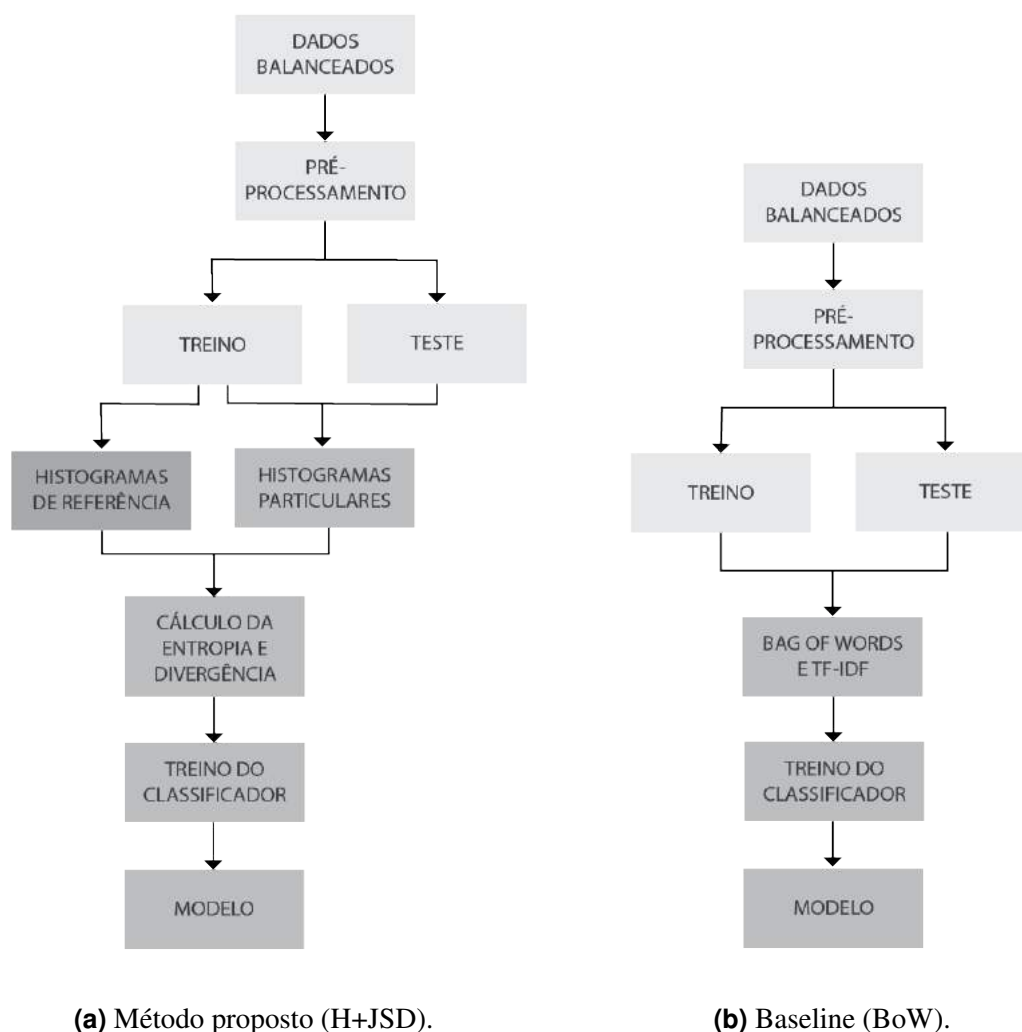 DADOS
BALANCEADOS
PRÉ-
PROCESSAMENTO
TREINO
TESTE
HISTOGRAMAS
DE REFERÊNCIA
HISTOGRAMAS
PARTICULARES
CÁLCULO DA
ENTROPIA E
DIVERGÊNCIA
TREINO DO
CLASSIFICADOR
MODELO
(a) Método proposto (H+JSD).
DADOS
BALANCEADOS
PRÉ-
PROCESSAMENTO
TREINO
TESTE
BAG OF WORDS
E TF-IDF
TREINO DO
CLASSIFICADOR
MODELO
(b) Baseline (BoW).